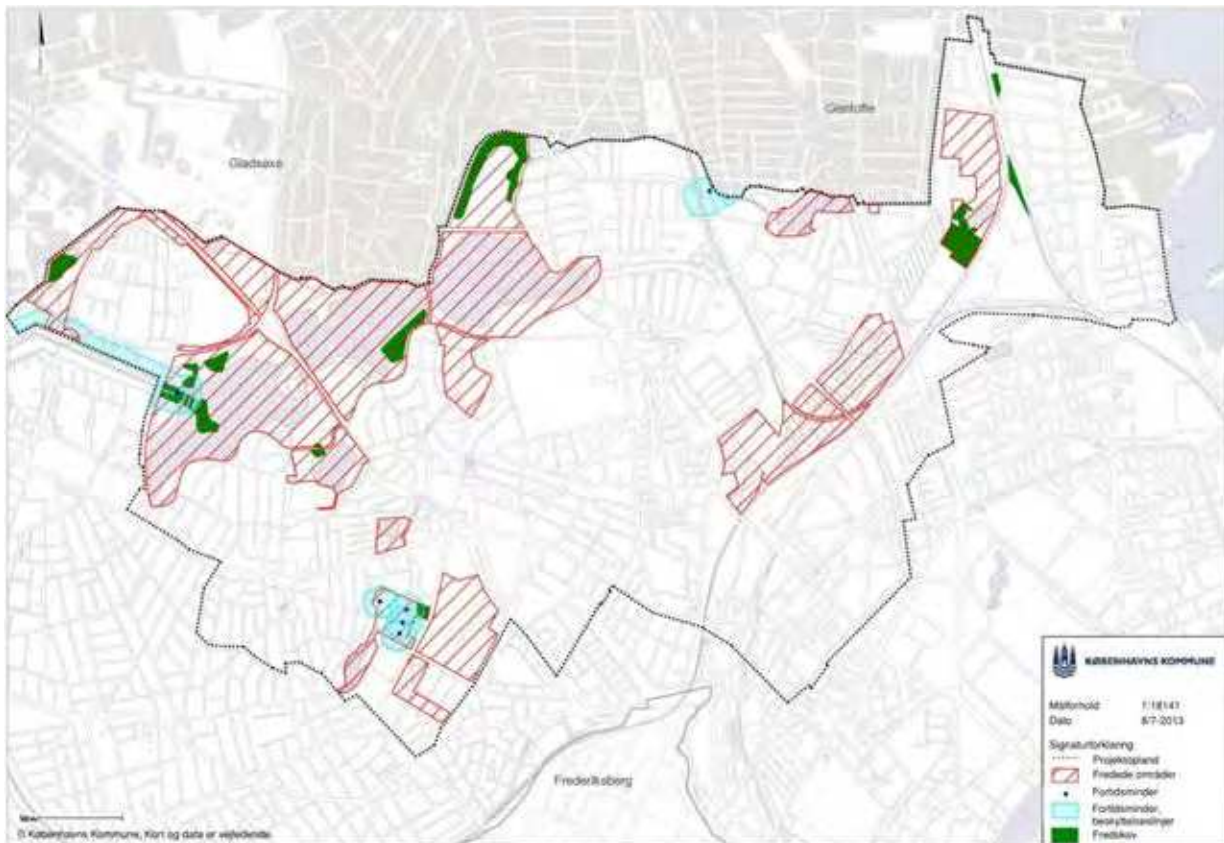 Gladsaxe
Gentofte
Frederiksberg
KØBENHAVNS KOMMUNE
Målforhold: 1:18141
Dato: 8/7-2013
Signaturforklaring
Projektopland
Fredede områder
Fortidsminder
Fortidsminder,
beskyttelseslinjer
Fredskov
© Københavns Kommune, Kort og data er vejledende.